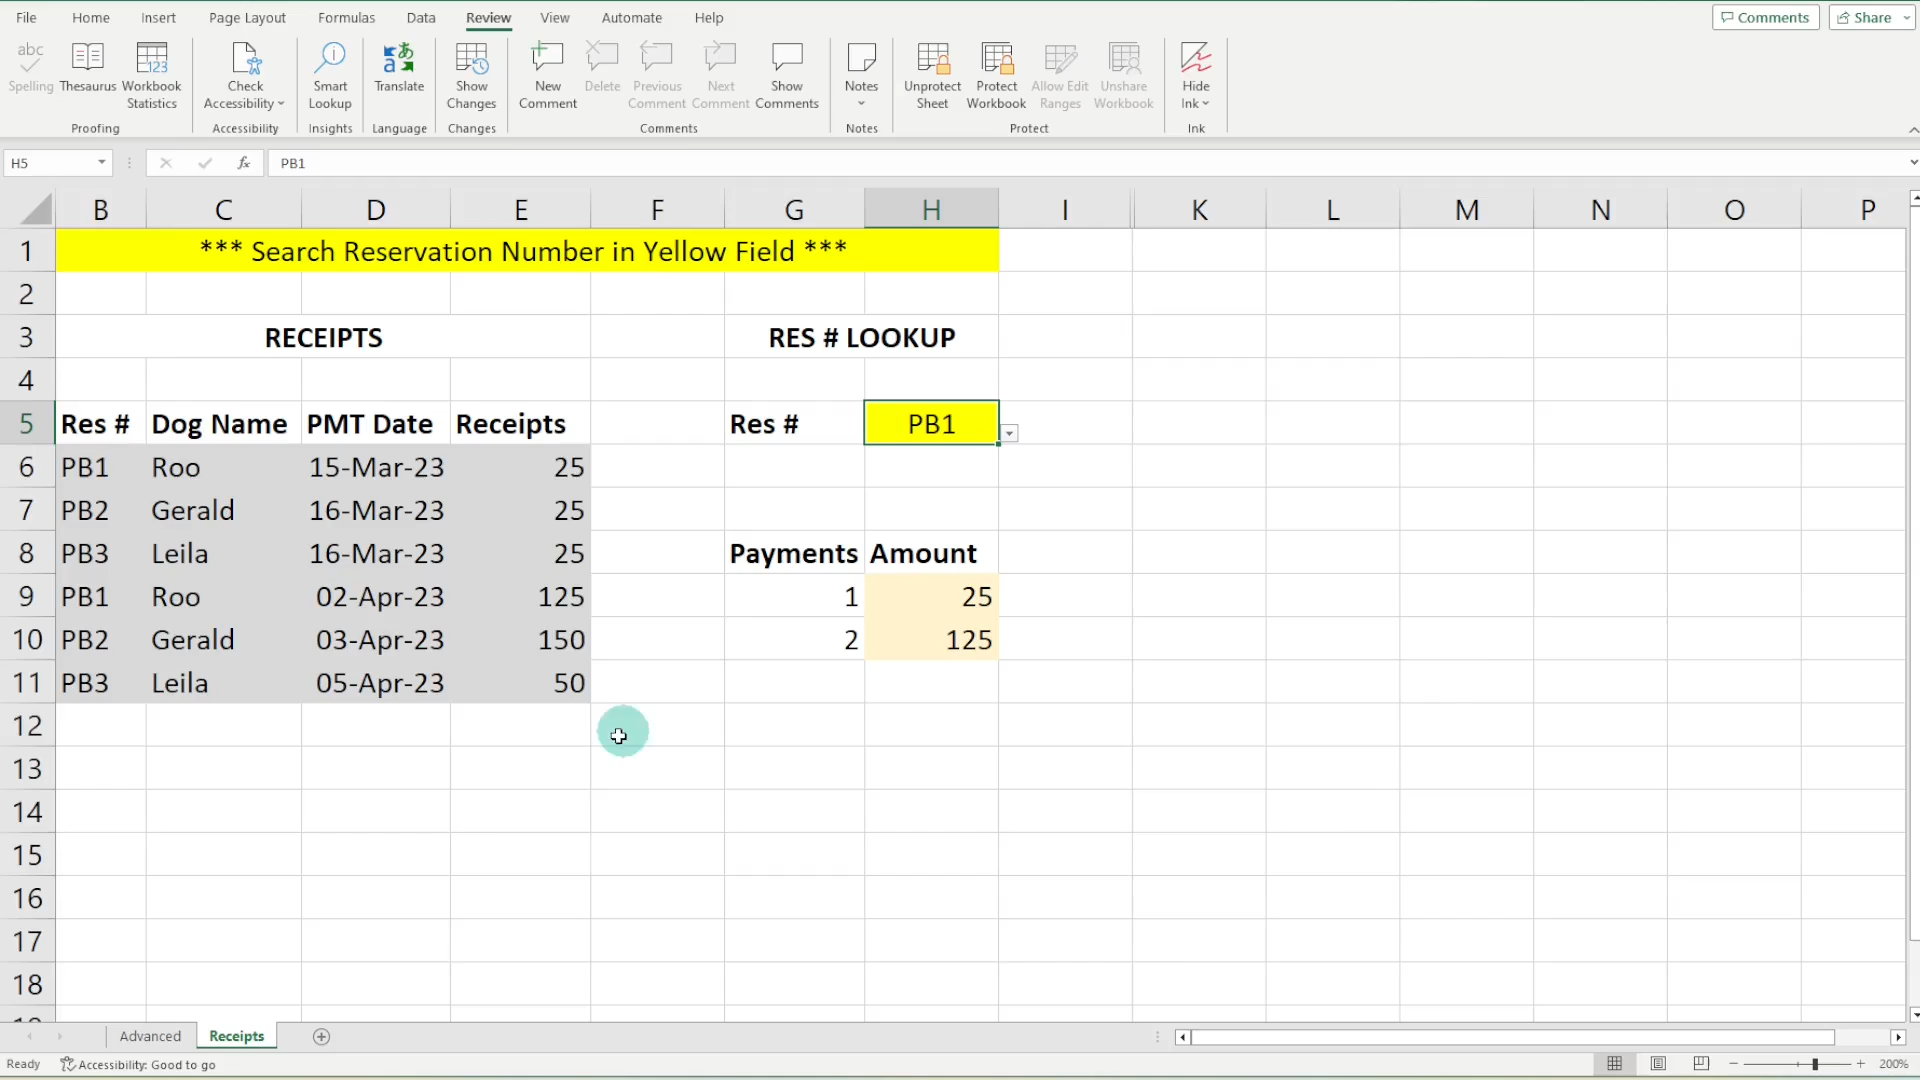 File Home Insert Page Layout Formulas Data Review View Automate Help Comments Share
abc Spelling Thesaurus 123 Workbook Statistics Check Accessibility Smart Lookup Translate Show Changes New Comment Delete Previous Comment Next Comment Show Comments Notes Unprotect Sheet Protect Workbook Allow Edit Ranges Unshare Workbook Hide Ink
Proofing Accessibility Insights Language Changes Comments Notes Protect Ink
H5 fx PB1
B C D E F G H I K L M N O P
1 *** Search Reservation Number in Yellow Field ***
2
3 RECEIPTS RES # LOOKUP
4
5 Res # Dog Name PMT Date Receipts Res # PB1
6 PB1 Roo 15-Mar-23 25
7 PB2 Gerald 16-Mar-23 25
8 PB3 Leila 16-Mar-23 25 Payments Amount
9 PB1 Roo 02-Apr-23 125 1 25
10 PB2 Gerald 03-Apr-23 150 2 125
11 PB3 Leila 05-Apr-23 50
12
13
14
15
16
17
18
Advanced Receipts
Ready Accessibility: Good to go 200%